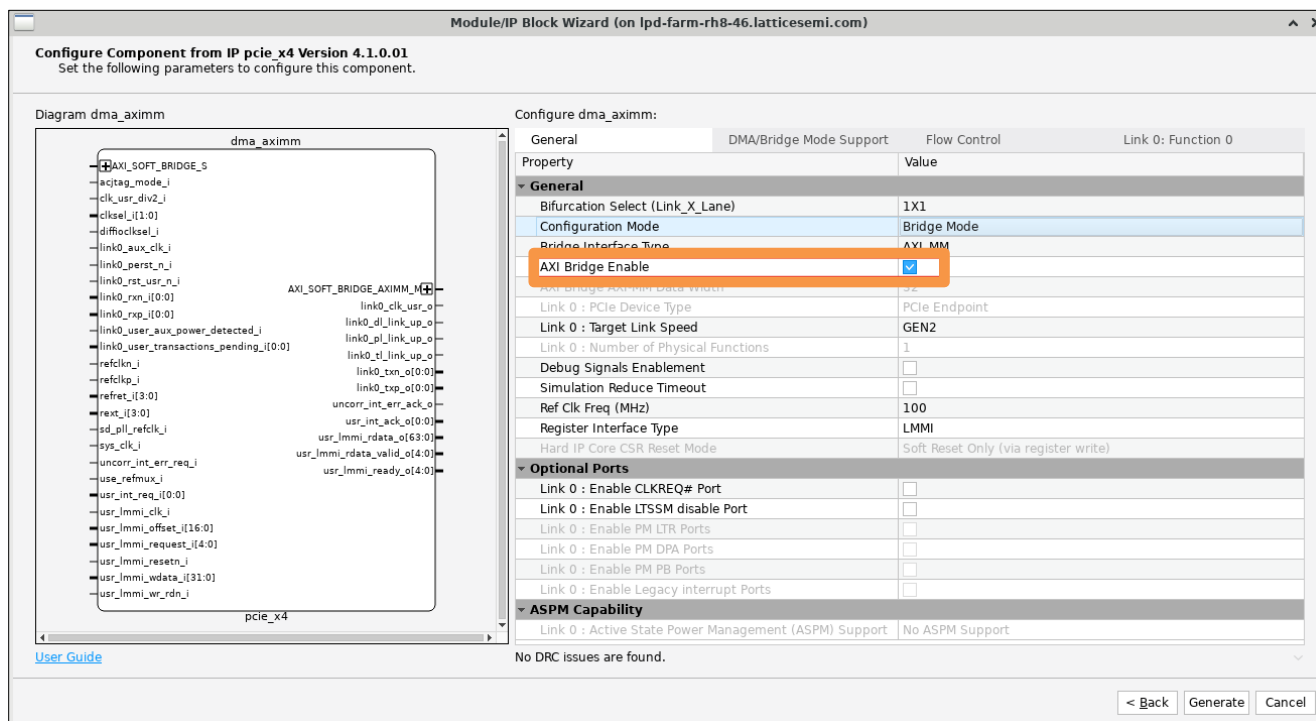 Module/IP Block Wizard (on lpd-farm-rh8-46.latticesemi.com)
Configure Component from IP pcie_x4 Version 4.1.0.01
Set the following parameters to configure this component.
Diagram dma_aximm
dma_aximm
AXI_SOFT_BRIDGE_S
acjtag_mode_i
clk_usr_div2_i
clksel_i[1:0]
diffioclksel_i
link0_aux_clk_i
link0_perst_n_i
link0_rst_usr_n_i
link0_rxn_i[0:0]
link0_rxp_i[0:0]
link0_user_aux_power_detected_i
link0_user_transactions_pending_i[0:0]
refclkn_i
refclkp_i
refret_i[3:0]
rext_i[3:0]
sd_pll_refclk_i
sys_clk_i
uncorr_int_err_req_i
use_refmux_i
usr_int_req_i[0:0]
usr_lmmi_clk_i
usr_lmmi_offset_i[16:0]
usr_lmmi_request_i[4:0]
usr_lmmi_resetn_i
usr_lmmi_wdata_i[31:0]
usr_lmmi_wr_rdn_i
AXI_SOFT_BRIDGE_AXIMM_M
link0_clk_usr_o
link0_dl_link_up_o
link0_pl_link_up_o
link0_tl_link_up_o
link0_txn_o[0:0]
link0_txp_o[0:0]
uncorr_int_err_ack_o
usr_int_ack_o[0:0]
usr_lmmi_rdata_o[63:0]
usr_lmmi_rdata_valid_o[4:0]
usr_lmmi_ready_o[4:0]
pcie_x4
User Guide
Configure dma_aximm:
General DMA/Bridge Mode Support Flow Control Link 0: Function 0
Property Value
General
Bifurcation Select (Link_X_Lane) 1X1
Configuration Mode Bridge Mode
Bridge Interface Type AXI_MM
AXI Bridge Enable
AXI Bridge AXI-MM Data Width 32
Link 0 : PCIe Device Type PCIe Endpoint
Link 0 : Target Link Speed GEN2
Link 0 : Number of Physical Functions 1
Debug Signals Enablement
Simulation Reduce Timeout
Ref Clk Freq (MHz) 100
Register Interface Type LMMI
Hard IP Core CSR Reset Mode Soft Reset Only (via register write)
Optional Ports
Link 0 : Enable CLKREQ# Port
Link 0 : Enable LTSSM disable Port
Link 0 : Enable PM LTR Ports
Link 0 : Enable PM DPA Ports
Link 0 : Enable PM PB Ports
Link 0 : Enable Legacy interrupt Ports
ASPM Capability
Link 0 : Active State Power Management (ASPM) Support No ASPM Support
No DRC issues are found.
< Back Generate Cancel